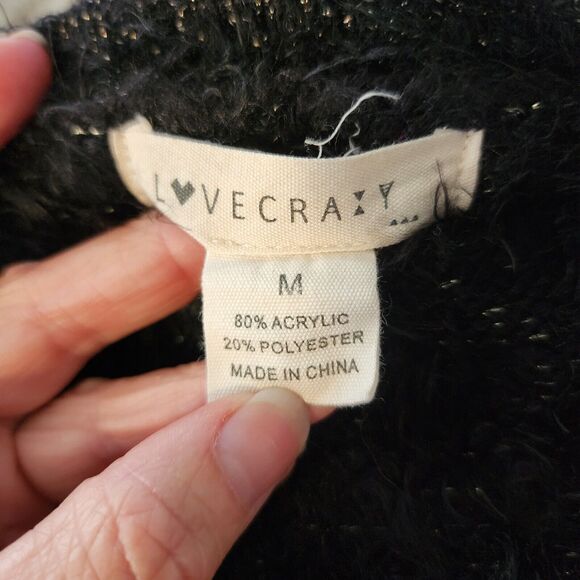 L♥VECRAZY...
M
80% ACRYLIC
20% POLYESTER
MADE IN CHINA